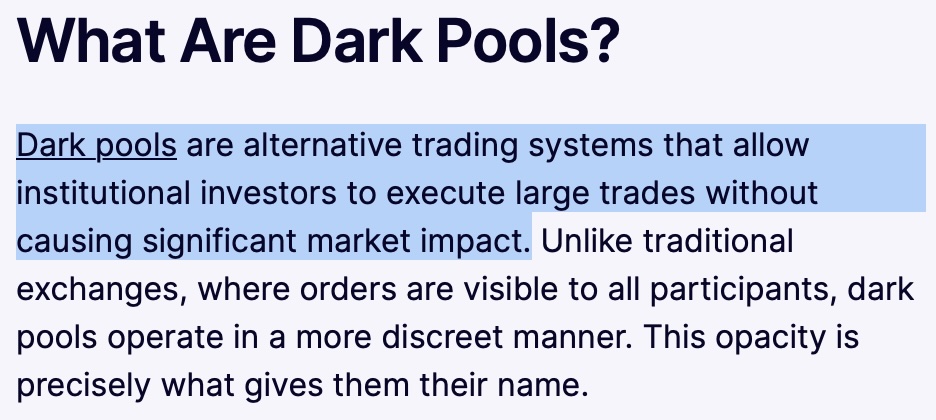 What Are Dark Pools?
Dark pools are alternative trading systems that allow
institutional investors to execute large trades without
causing significant market impact. Unlike traditional
exchanges, where orders are visible to all participants, dark
pools operate in a more discreet manner. This opacity is
precisely what gives them their name.